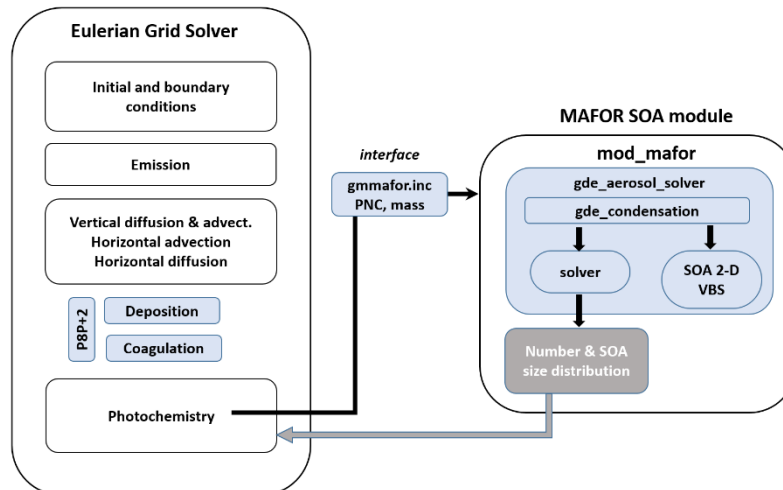 Eulerian Grid Solver
Initial and boundary
conditions
Emission
Vertical diffusion & advect.
Horizontal advection
Horizontal diffusion
P8P+2
Deposition
Coagulation
Photochemistry
interface
gmmafor.inc
PNC, mass
MAFOR SOA module
mod_mafor
gde_aerosol_solver
gde_condensation
solver
SOA 2-D
VBS
Number & SOA
size distribution